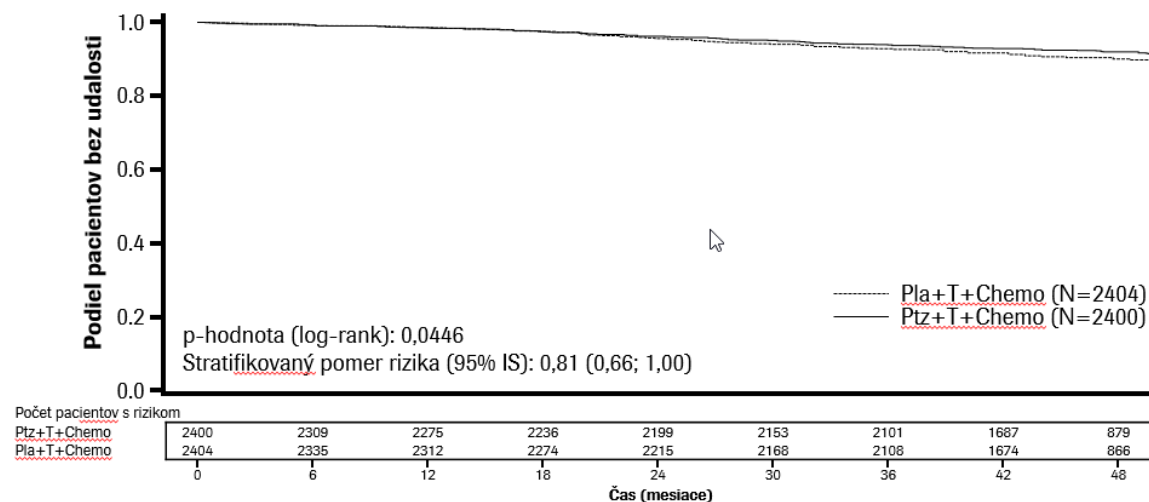 Podiel pacientov bez udalosti
1.0
0.8
0.6
0.4
0.2
0.0
Pla+T+Chemo (N=2404)
Ptz+T+Chemo (N=2400)
p-hodnota (log-rank): 0,0446
Stratifikovaný pomer rizika (95% IS): 0,81 (0,66; 1,00)
Počet pacientov s rizikom
Ptz+T+Chemo 2400 2309 2275 2236 2199 2153 2101 1687 879
Pla+T+Chemo 2404 2335 2312 2274 2215 2168 2108 1674 866
0 6 12 18 24 30 36 42 48
Čas (mesiace)